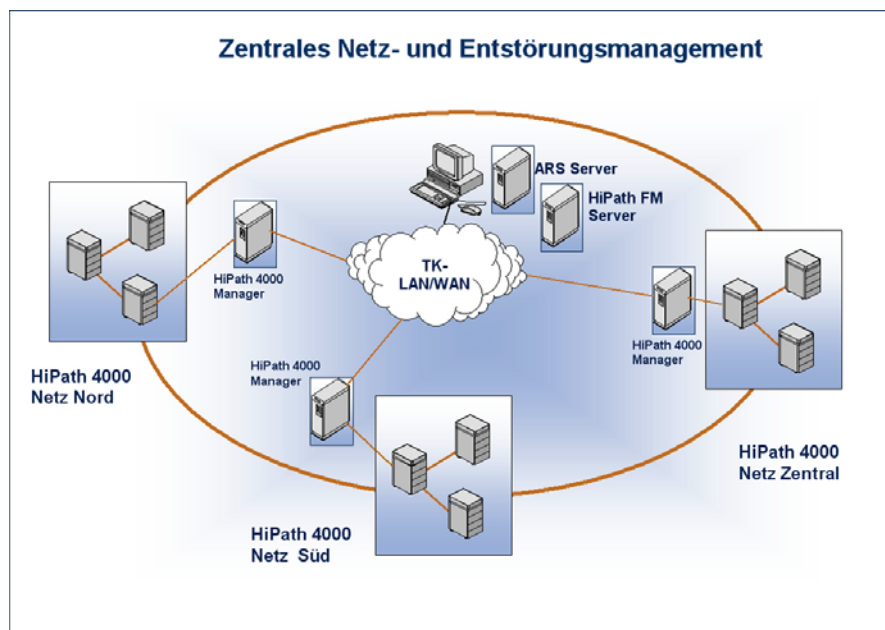 Zentrales Netz- und Entstörungsmanagement
ARS Server
HiPath FM
Server
TK-
LAN/WAN
HiPath 4000
Manager
HiPath 4000
Manager
HiPath 4000
Manager
HiPath 4000
Netz Nord
HiPath 4000
Netz Zentral
HiPath 4000
Netz Süd